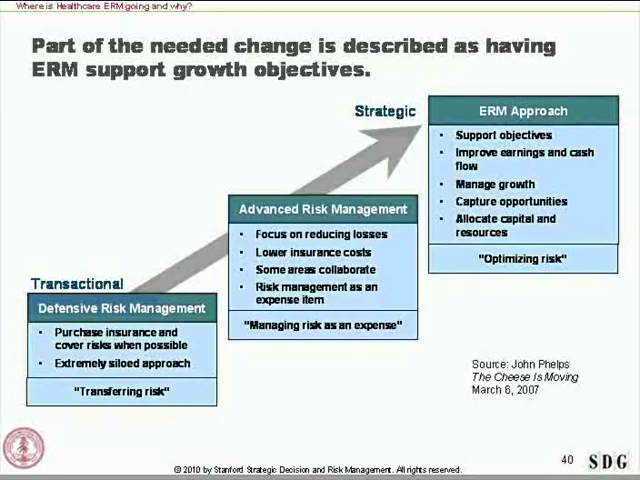 Where is Healthcare ERM going and why?
Part of the needed change is described as having
ERM support growth objectives.
Strategic
ERM Approach
• Support objectives
• Improve earnings and cash
flow
• Manage growth
• Capture opportunities
• Allocate capital and
resources
"Optimizing risk"
Advanced Risk Management
• Focus on reducing losses
• Lower insurance costs
• Some areas collaborate
• Risk management as an
expense item
"Managing risk as an expense"
Transactional
Defensive Risk Management
• Purchase insurance and
cover risks when possible
• Extremely siloed approach
"Transferring risk"
Source: John Phelps
The Cheese Is Moving
March 6, 2007
40
SDG
© 2010 by Stanford Strategic Decision and Risk Management. All rights reserved.